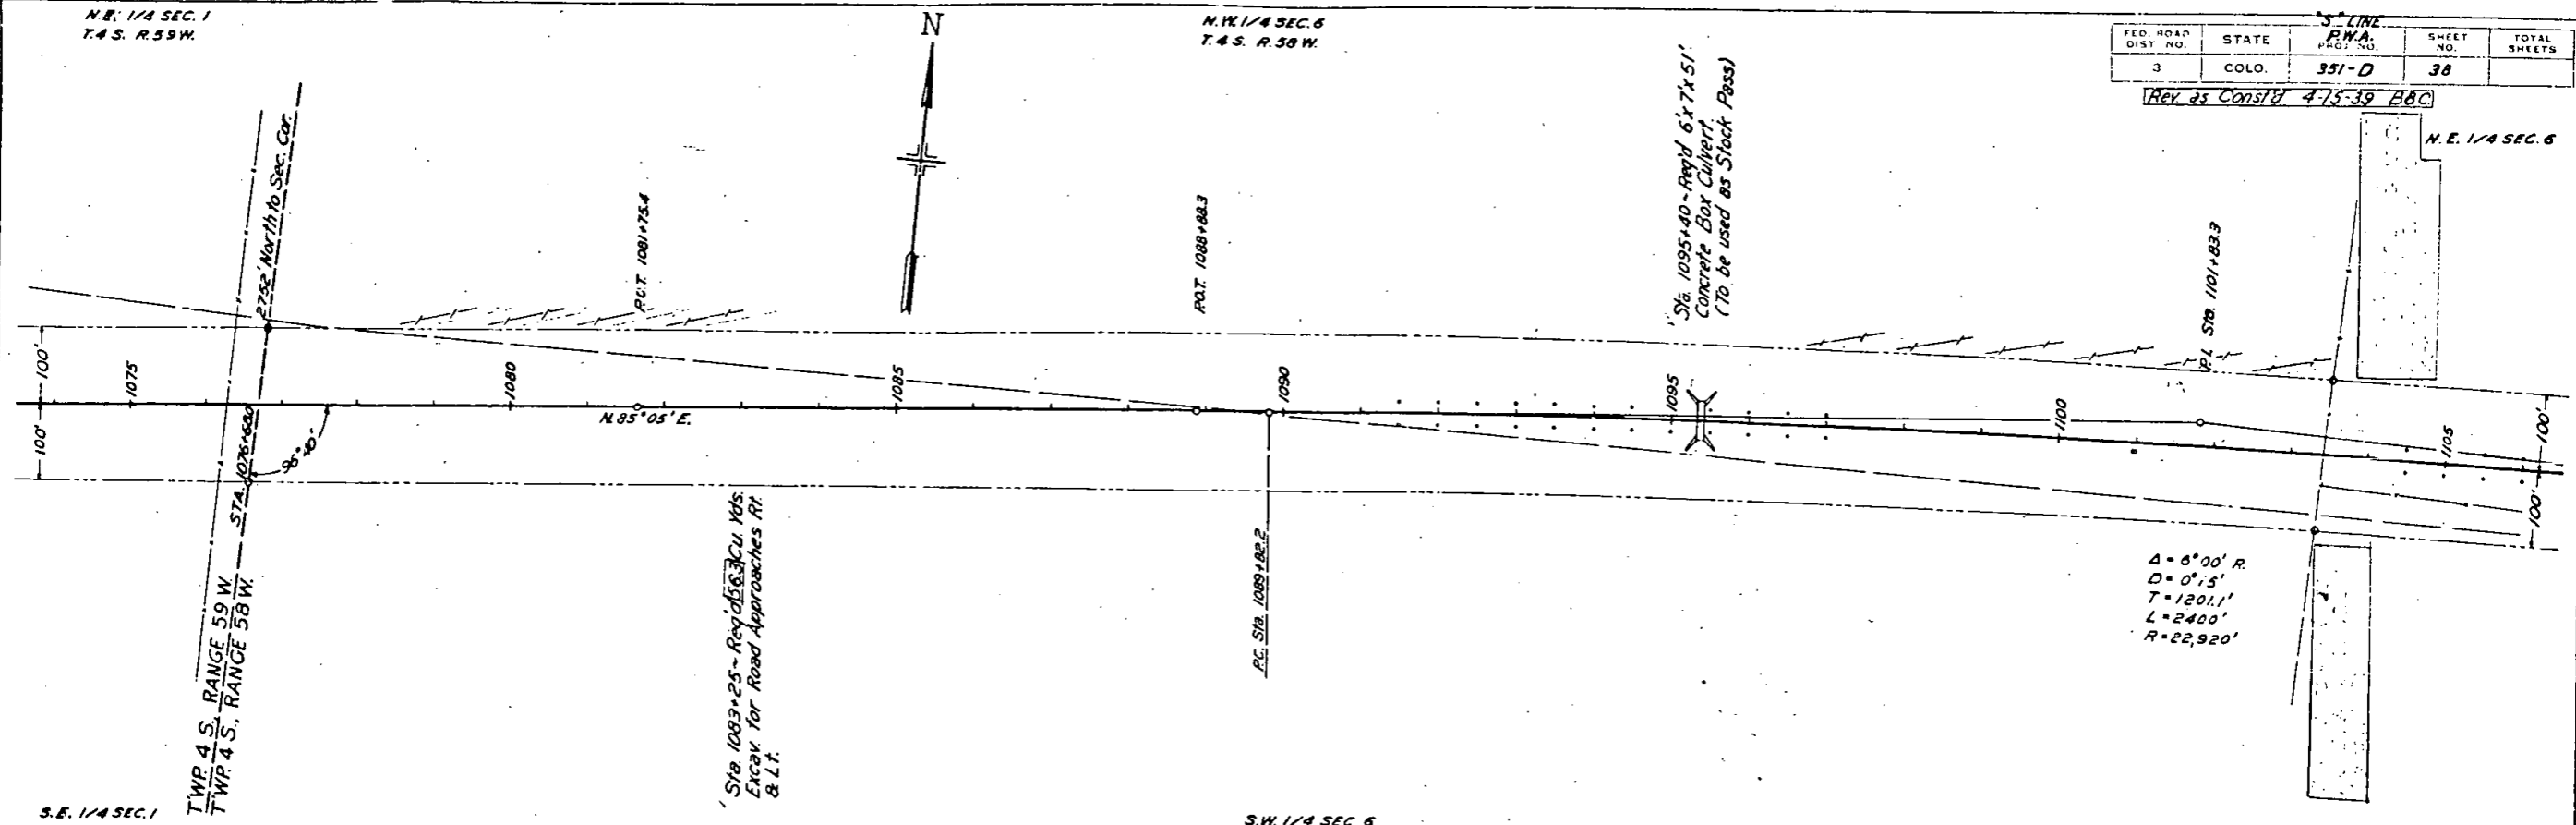 N.E. 1/4 SEC. 1
T.4 S. R.59 W.
N
N.W. 1/4 SEC. 6
T.4 S. R.58 W.
"S" LINE
FED. ROAD DIST. NO.
STATE
P.W.A. PROJ. NO.
SHEET NO.
TOTAL SHEETS
3
COLO.
351-D
38
Rev. as Const'd 4-15-39 BBC
N.E. 1/4 SEC. 6
2752' North to Sec. Cor.
P.O.T. 1081+75.4
P.O.T. 1088+88.3
Sta. 1095+40-Req'd 6'x7'x51'
Concrete Box Culvert.
(To be used as Stock Pass)
P.I. Sta. 1101+83.3
100'
100'
1075
1080
1085
1090
1095
1100
1105
100'
100'
N.85°05'E.
STA. 1076+68.0
TWP. 4 S., RANGE 59 W.
TWP. 4 S., RANGE 58 W.
Sta. 1083+25-Req'd 563 Cu. Yds.
Excav. for Road Approaches Rt.
& Lt.
P.C. Sta. 1089+82.2
Δ=6°00' R.
D=0°15'
T=1201.1'
L=2400'
R=22,920'
S.E. 1/4 SEC. 1
S.W. 1/4 SEC. 6